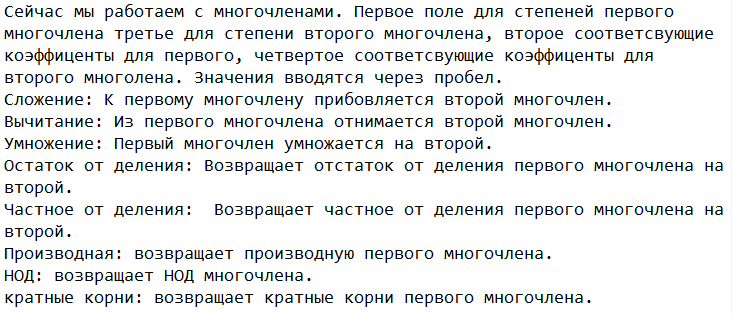 Сейчас мы работаем с многочленами. Первое поле для степеней первого
многочлена третье для степени второго многочлена, второе соответсвующие
коэффиценты для первого, четвертое соответсвующие коэффиценты для
второго многолена. Значения вводятся через пробел.
Сложение: К первому многочлену прибовляется второй многочлен.
Вычитание: Из первого многочлена отнимается второй многочлен.
Умножение: Первый многочлен умножается на второй.
Остаток от деления: Возвращает отстаток от деления первого многочлена на
второй.
Частное от деления:  Возвращает частное от деления первого многочлена на
второй.
Производная: возвращает производную первого многочлена.
НОД: возвращает НОД многочлена.
кратные корни: возвращает кратные корни первого многочлена.